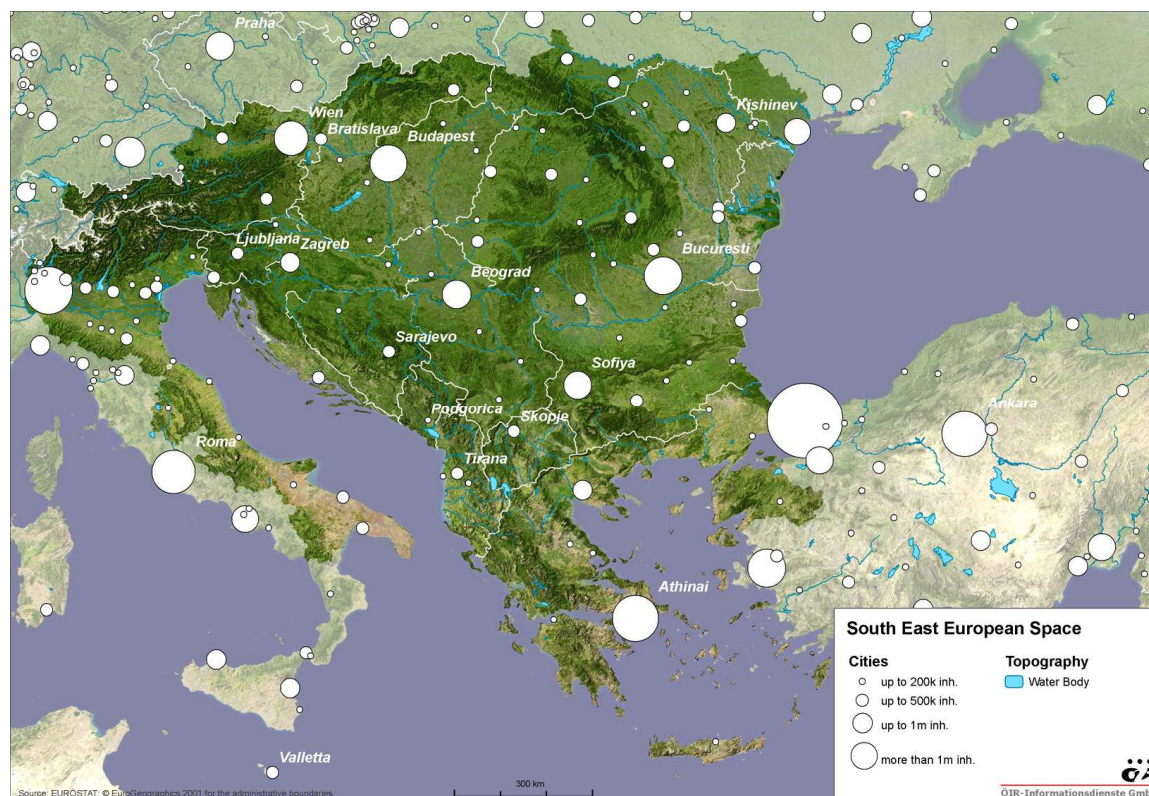 Praha
Wien
Bratislava
Budapest
Kishinev
Ljubljana
Zagreb
Beograd
Bucuresti
Sarajevo
Sofiya
Podgorica
Skopje
Ankara
Roma
Tirana
Athinai
Valletta
South East European Space
Cities
up to 200k inh.
up to 500k inh.
up to 1m inh.
more than 1m inh.
Topography
Water Body
300 km
Source: EUROSTAT; © EuroGeographics 2001 for the administrative boundaries
ÖIR-Informationsdienste Gmb